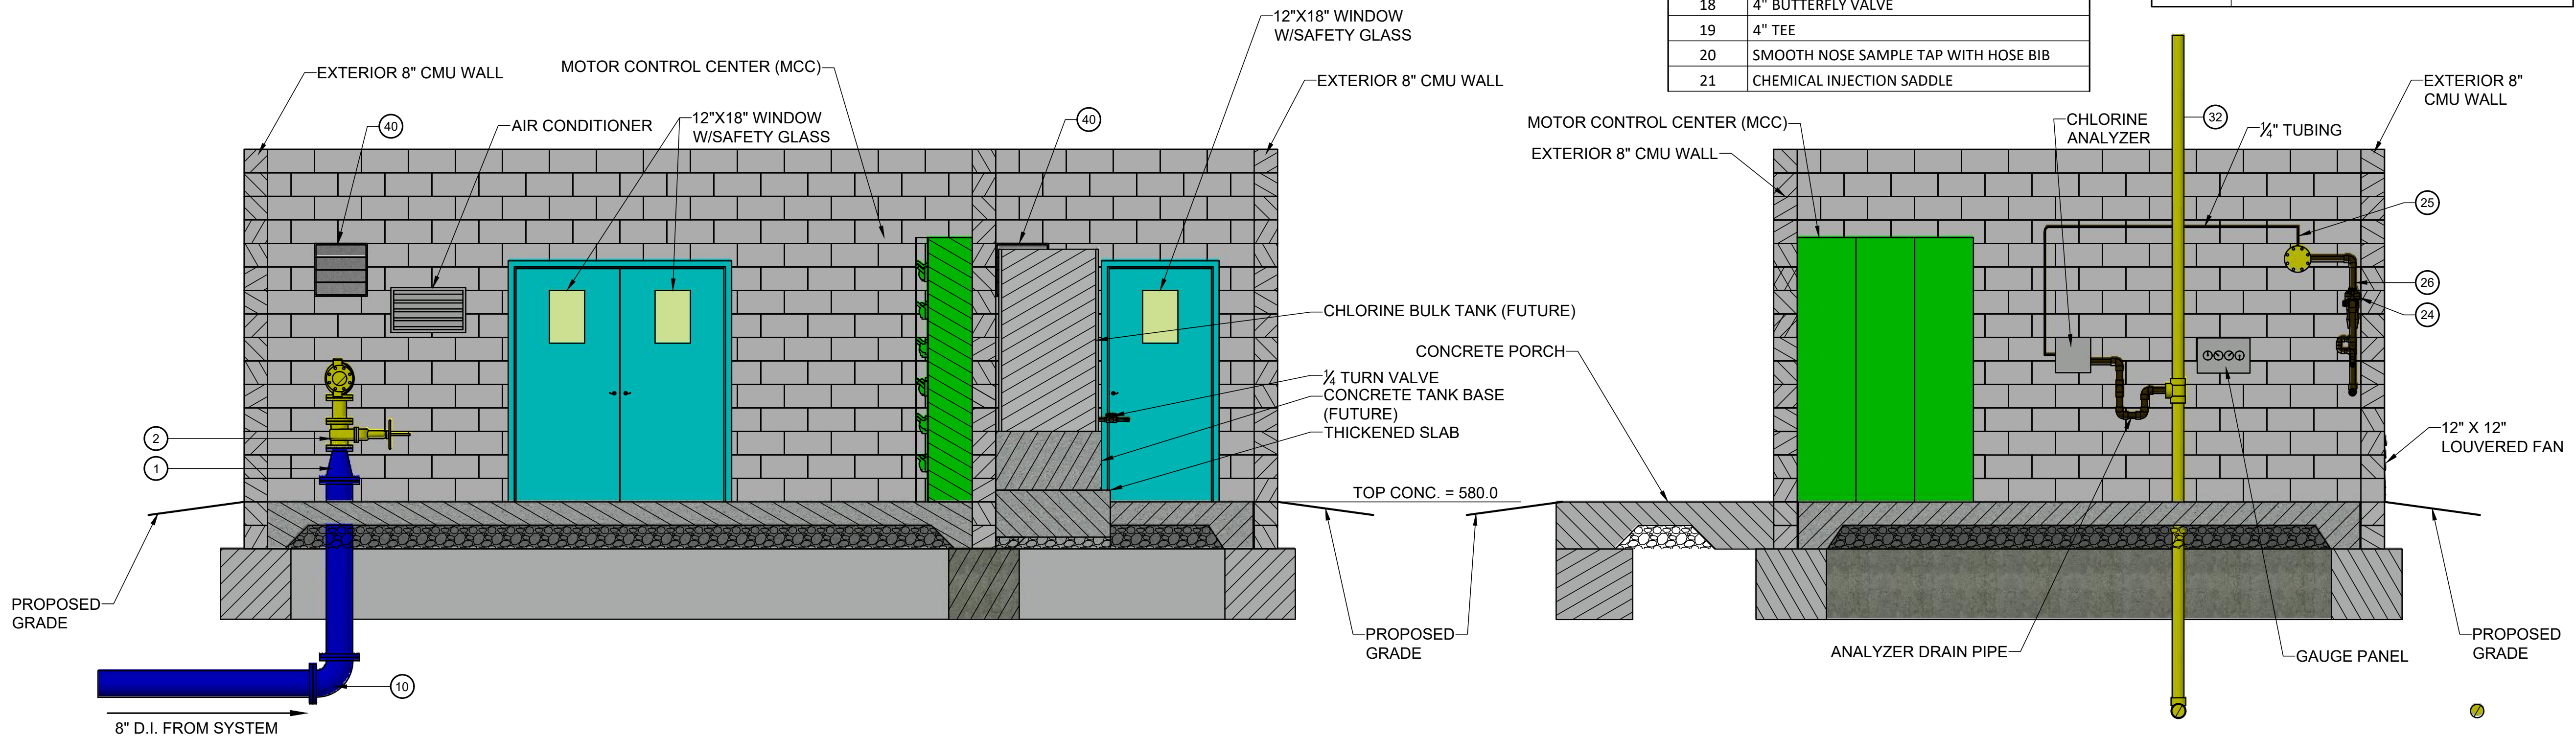 12"X18" WINDOW
W/SAFETY GLASS
18 4" BUTTERFLY VALVE
19 4" TEE
20 SMOOTH NOSE SAMPLE TAP WITH HOSE BIB
21 CHEMICAL INJECTION SADDLE
EXTERIOR 8" CMU WALL
MOTOR CONTROL CENTER (MCC)
EXTERIOR 8" CMU WALL
40
AIR CONDITIONER
12"X18" WINDOW
W/SAFETY GLASS
40
CHLORINE BULK TANK (FUTURE)
¼ TURN VALVE
CONCRETE TANK BASE
(FUTURE)
THICKENED SLAB
2
1
TOP CONC. = 580.0
PROPOSED
GRADE
10
8" D.I. FROM SYSTEM
PROPOSED
GRADE
MOTOR CONTROL CENTER (MCC)
EXTERIOR 8" CMU WALL
CHLORINE
ANALYZER
32
¼" TUBING
EXTERIOR 8"
CMU WALL
25
26
24
CONCRETE PORCH
12" X 12"
LOUVERED FAN
ANALYZER DRAIN PIPE
GAUGE PANEL
PROPOSED
GRADE